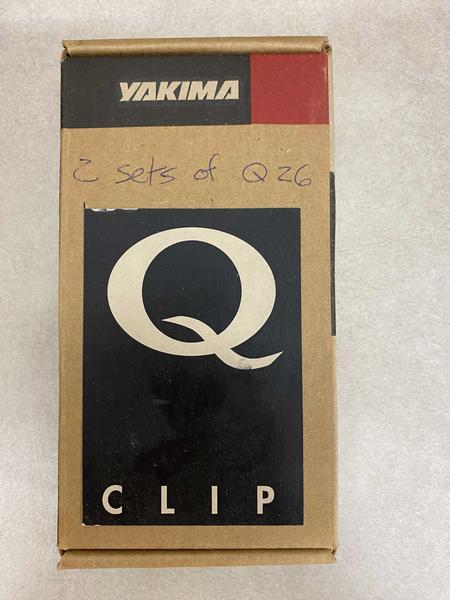 YAKIMA
2 sets of Q26
Q
CLIP